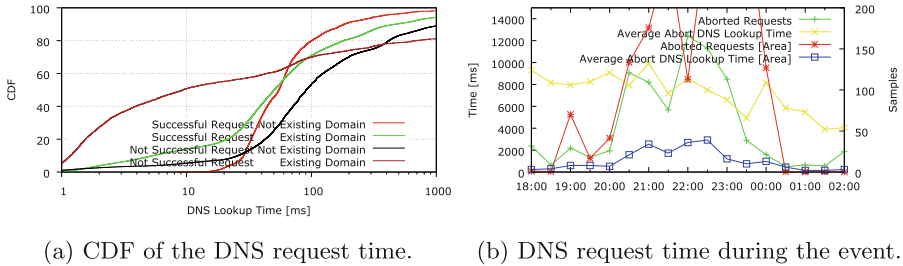 100
80
60
40
20
0
CDF
Successful Request Not Existing Domain
Successful Request Existing Domain
Not Successful Request Not Existing Domain
Not Successful Request Existing Domain
1 10 100 1000
DNS Lookup Time [ms]
(a) CDF of the DNS request time.
14000
12000
10000
8000
6000
4000
2000
0
Time [ms]
Aborted Requests
Average Abort DNS Lookup Time
Aborted Requests [Area]
Average Abort DNS Lookup Time [Area]
200
150
100
50
0
Samples
18:00 19:00 20:00 21:00 22:00 23:00 00:00 01:00 02:00
(b) DNS request time during the event.